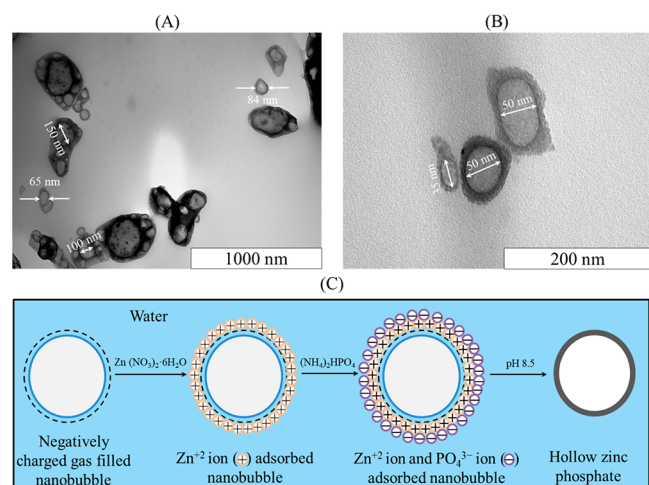 (A)
(B)
84 nm
150 nm
65 nm
100 nm
1000 nm
50 nm
50 nm
35 nm
200 nm
(C)
Water
Zn (NO₃)₂·6H₂O
(NH₄)₂HPO₄
pH 8.5
Negatively
charged gas filled
nanobubble
Zn⁺² ion (+) adsorbed
nanobubble
Zn⁺² ion and PO₄³⁻ ion (−)
adsorbed nanobubble
Hollow zinc
phosphate